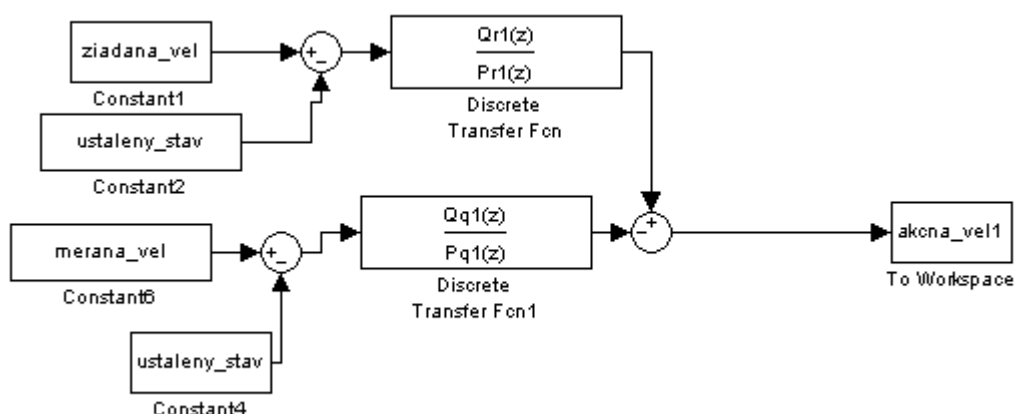 ziadana_vel
Constant1
ustaleny_stav
Constant2
Qr1(z)
Pr1(z)
Discrete
Transfer Fcn
merana_vel
Constant6
ustaleny_stav
Constant4
Qq1(z)
Pq1(z)
Discrete
Transfer Fcn1
akcna_vel1
To Workspace